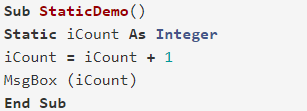 Sub StaticDemo()
Static iCount As Integer
iCount = iCount + 1
MsgBox (iCount)
End Sub